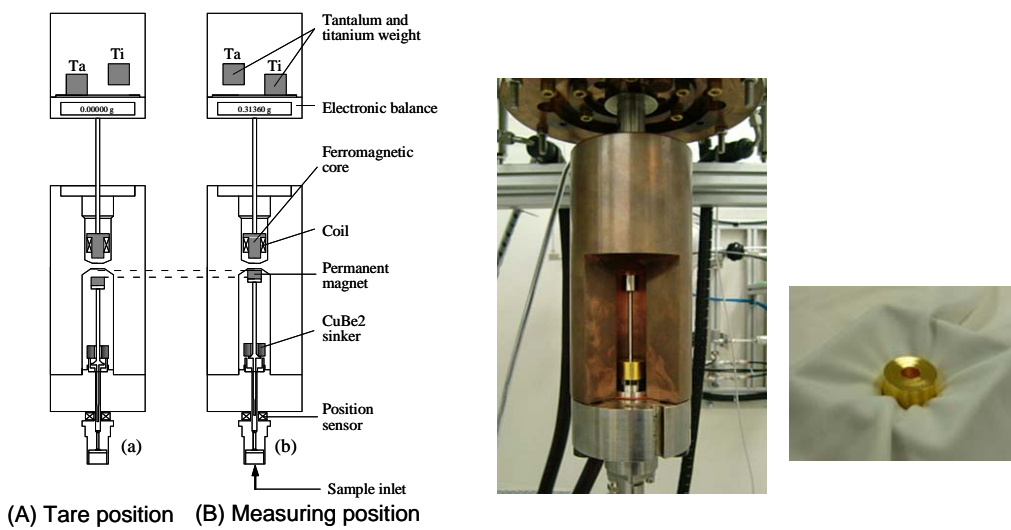 Tantalum and
titanium weight
Ta
Ti
Ta
Ti
0.00000 g
0.31360 g
Electronic balance
Ferromagnetic
core
Coil
Permanent
magnet
CuBe2
sinker
Position
sensor
(a)
(b)
Sample inlet
(A) Tare position
(B) Measuring position